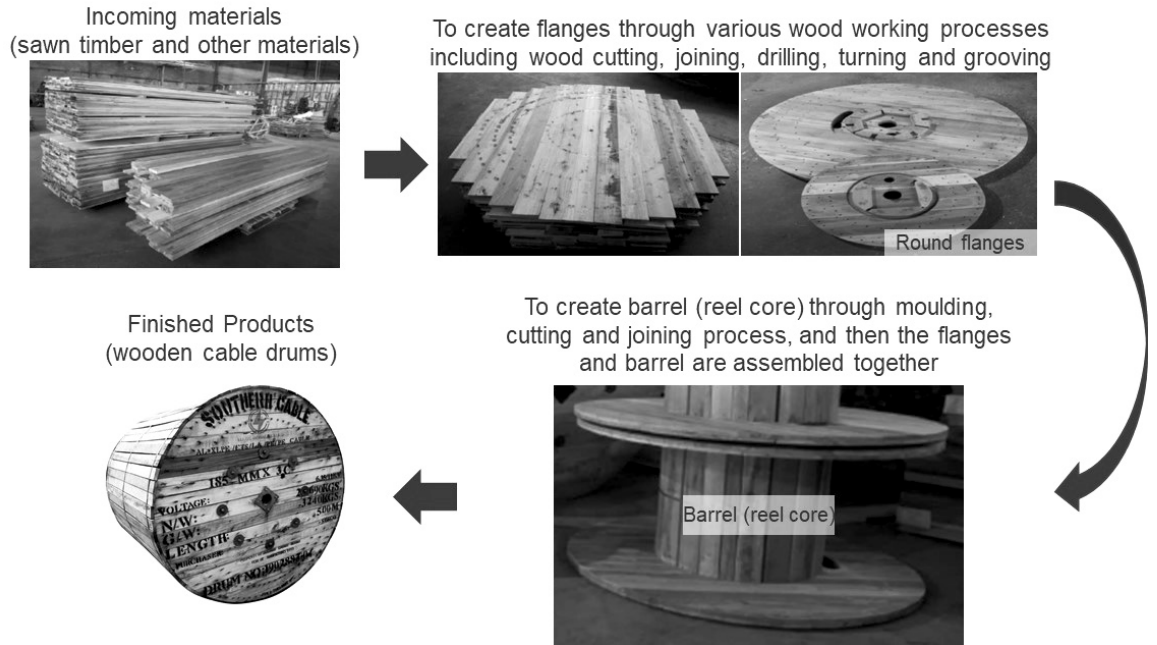 Incoming materials
(sawn timber and other materials)
To create flanges through various wood working processes
including wood cutting, joining, drilling, turning and grooving
Round flanges
To create barrel (reel core) through moulding,
cutting and joining process, and then the flanges
and barrel are assembled together
Barrel (reel core)
Finished Products
(wooden cable drums)
SOUTHERN CABLE
185 MMX
VOLTAGE:
N/W:
G/W:
LENGTH:
PURCHASER:
DRUM NO: